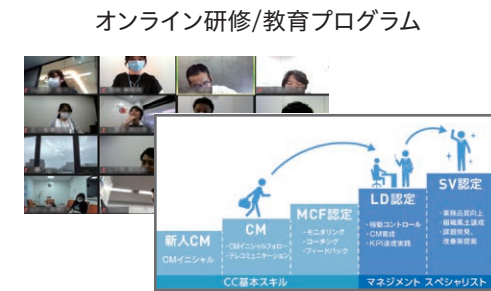 オンライン研修/教育プログラム
新人CM
CMイニシャル
CM
・CMイニシャルフォロー
・テレコミュニケーション
MCF認定
・モニタリング
・コーチング
・フィードバック
LD認定
・稼動コントロール
・CM育成
・KPI達成実践
SV認定
・業務品質向上
・組織風土醸成
・課題発見、
改善策提案
CC基本スキル
マネジメント スペシャリスト